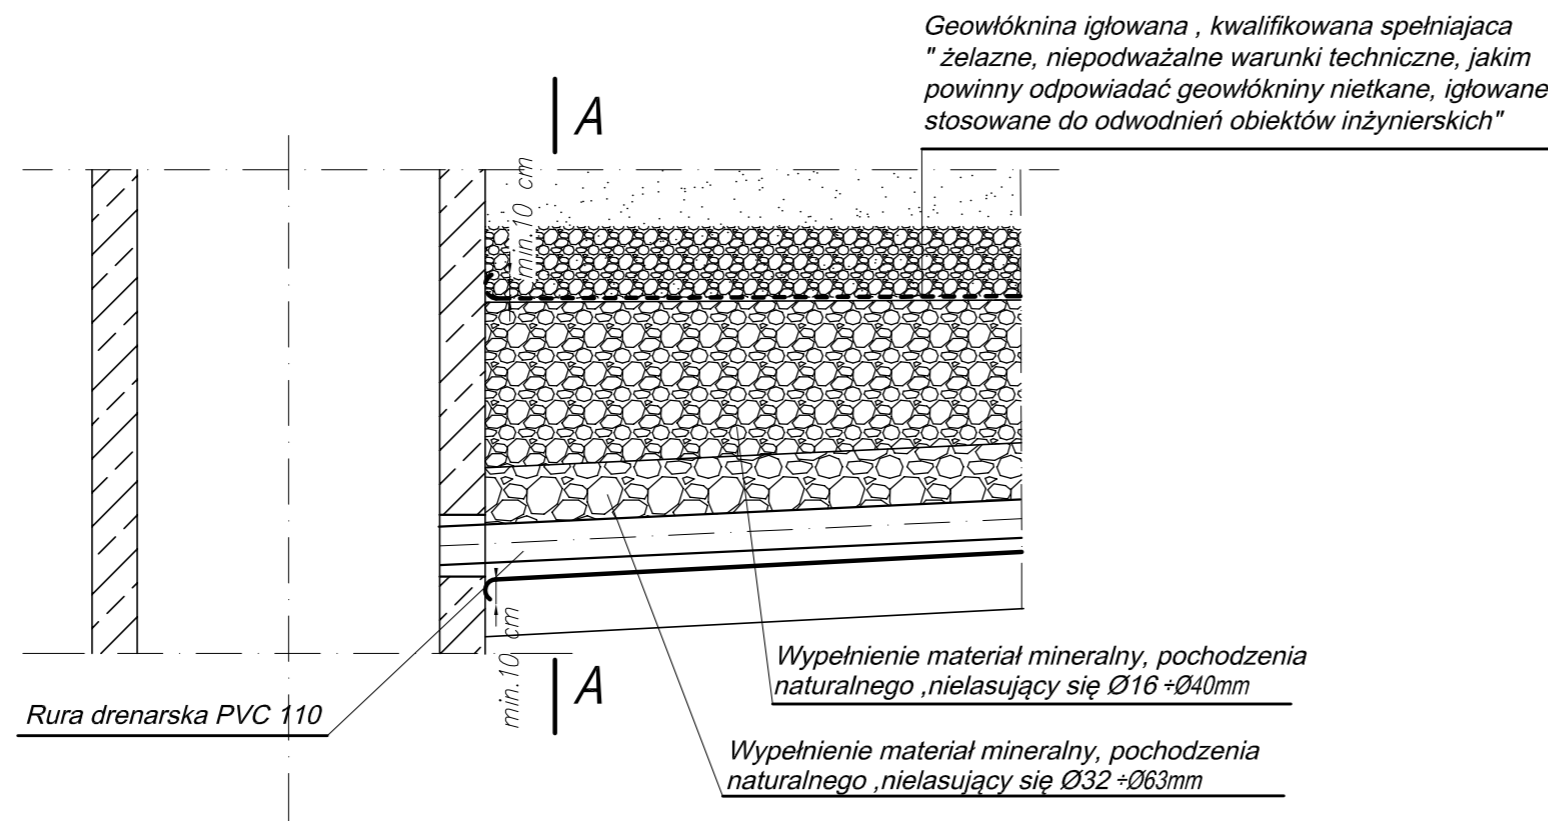 Geowłóknina igłowana , kwalifikowana spełniajaca
" żelazne, niepodważalne warunki techniczne, jakim
powinny odpowiadać geowłókniny nietkane, igłowane
stosowane do odwodnień obiektów inżynierskich"
A
min.10 cm
min.10 cm
A
Wypełnienie materiał mineralny, pochodzenia
naturalnego ,nielasujący się Ø16 ÷Ø40mm
Rura drenarska PVC 110
Wypełnienie materiał mineralny, pochodzenia
naturalnego ,nielasujący się Ø32 ÷Ø63mm